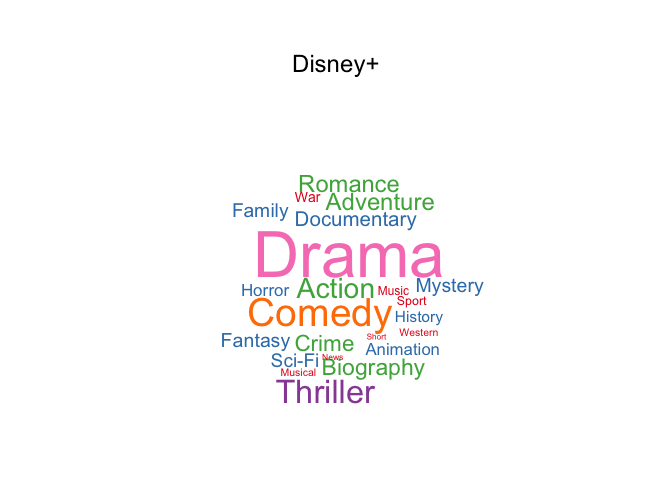 Disney+
Romance
War Adventure
Family Documentary
Drama
Horror Action Music Mystery
Comedy Sport
History
Fantasy Crime Short Western
Animation
Sci-Fi News
Musical Biography
Thriller